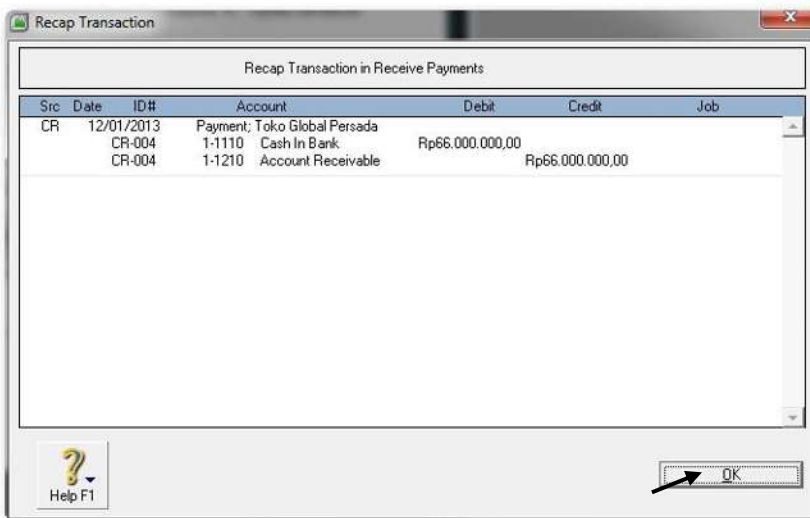 Recap Transaction
Recap Transaction in Receive Payments
Src Date ID# Account Debit Credit Job
CR 12/01/2013 Payment; Toko Global Persada
CR-004 1-1110 Cash In Bank Rp66.000.000,00
CR-004 1-1210 Account Receivable Rp66.000.000,00
Help F1
OK